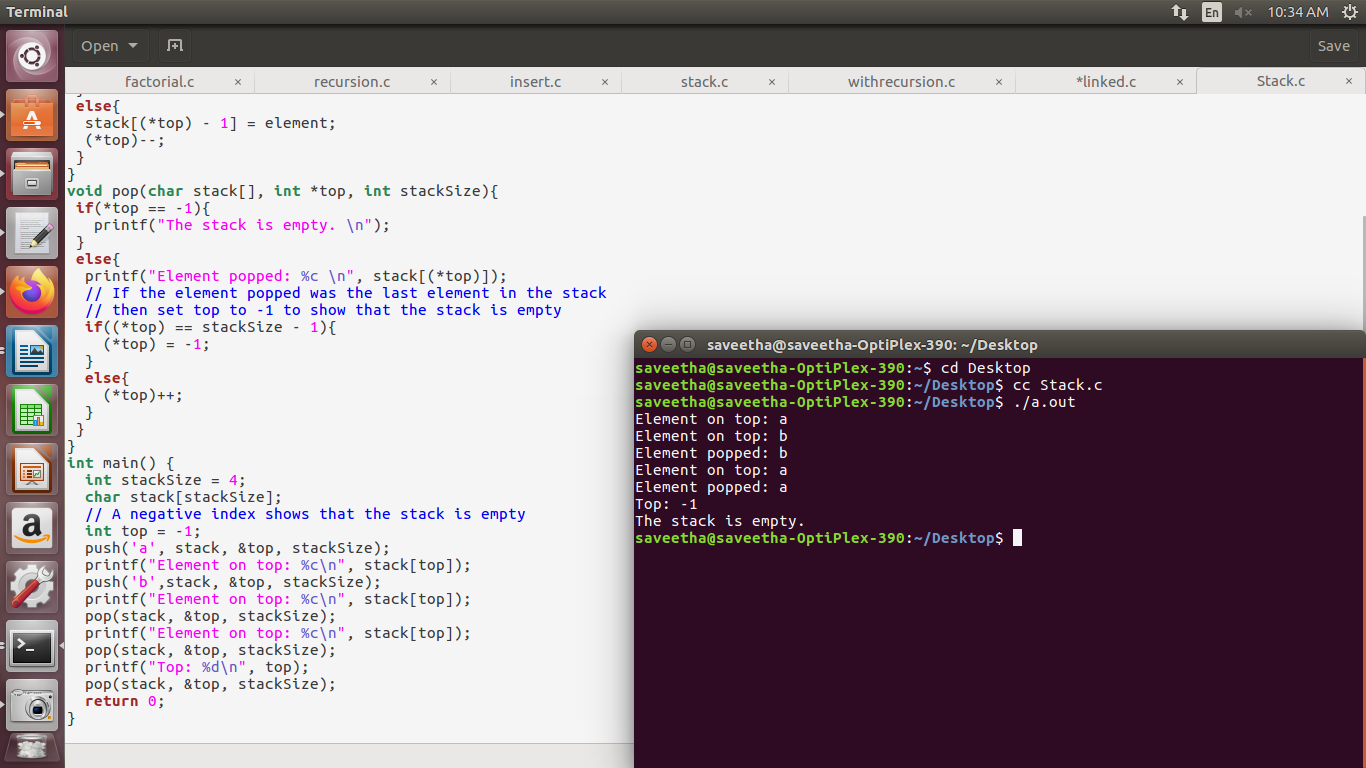 Terminal
En
10:34 AM
Open
Save
factorial.c × recursion.c × insert.c × stack.c × withrecursion.c × *linked.c × Stack.c ×
else{
stack[(*top) - 1] = element;
(*top)--;
}
}
void pop(char stack[], int *top, int stackSize){
if(*top == -1){
printf("The stack is empty. \n");
}
else{
printf("Element popped: %c \n", stack[(*top)]);
// If the element popped was the last element in the stack
// then set top to -1 to show that the stack is empty
if((*top) == stackSize - 1){
(*top) = -1;
}
else{
(*top)++;
}
}
}
int main() {
int stackSize = 4;
char stack[stackSize];
// A negative index shows that the stack is empty
int top = -1;
push('a', stack, &top, stackSize);
printf("Element on top: %c\n", stack[top]);
push('b',stack, &top, stackSize);
printf("Element on top: %c\n", stack[top]);
pop(stack, &top, stackSize);
printf("Element on top: %c\n", stack[top]);
pop(stack, &top, stackSize);
printf("Top: %d\n", top);
pop(stack, &top, stackSize);
return 0;
}
saveetha@saveetha-OptiPlex-390: ~/Desktop
saveetha@saveetha-OptiPlex-390:~$ cd Desktop
saveetha@saveetha-OptiPlex-390:~/Desktop$ cc Stack.c
saveetha@saveetha-OptiPlex-390:~/Desktop$ ./a.out
Element on top: a
Element on top: b
Element popped: b
Element on top: a
Element popped: a
Top: -1
The stack is empty.
saveetha@saveetha-OptiPlex-390:~/Desktop$